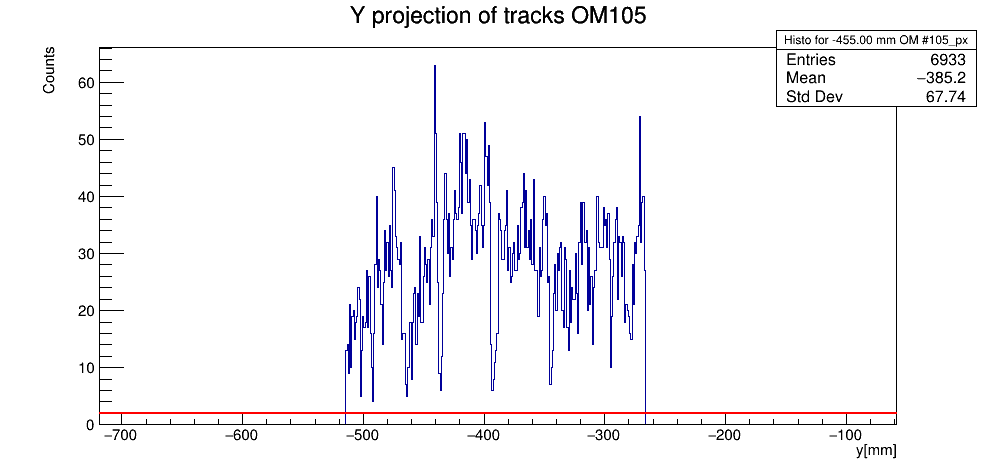 Y projection of tracks OM105
Histo for -455.00 mm OM #105_px
Entries 6933
Mean −385.2
Std Dev 67.74
Counts
60
50
40
30
20
10
0
−700 −600 −500 −400 −300 −200 −100
y[mm]